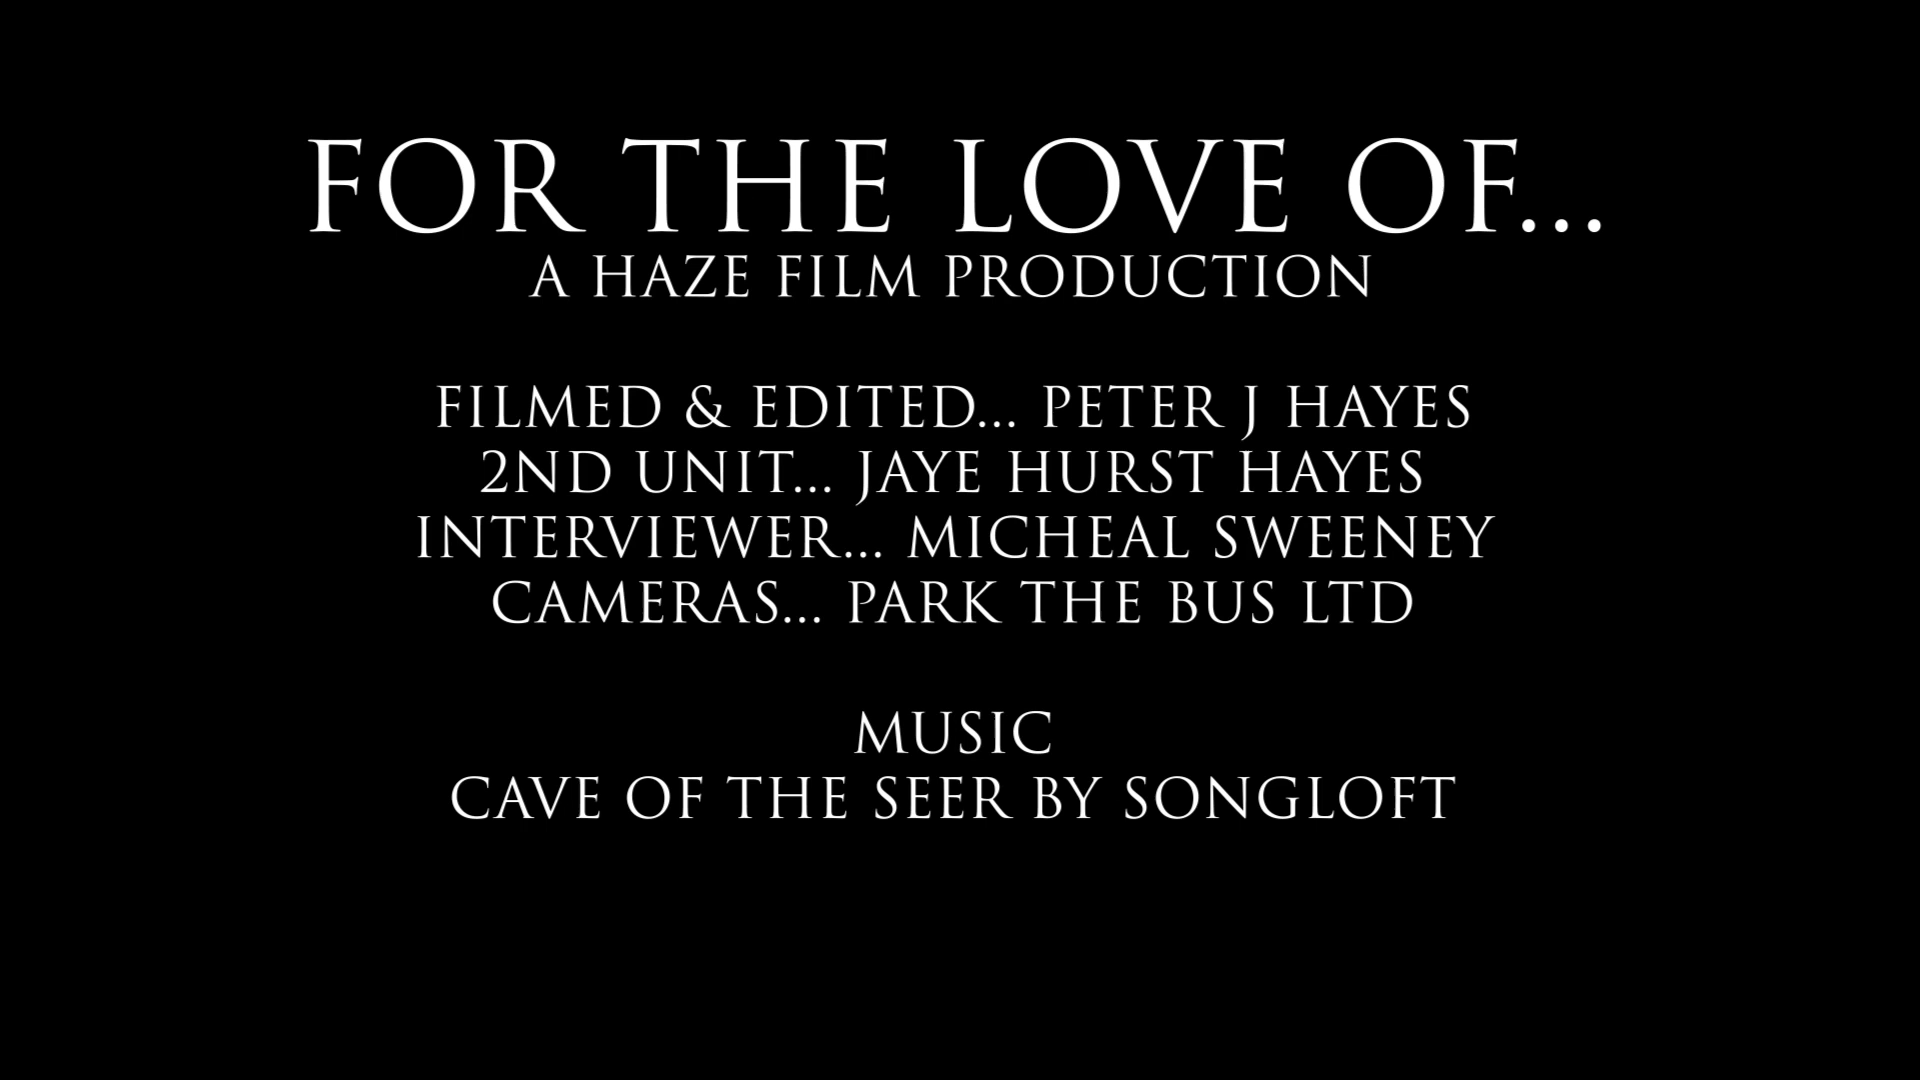 FOR THE LOVE OF...
A HAZE FILM PRODUCTION
FILMED & EDITED... PETER J HAYES
2ND UNIT... JAYE HURST HAYES
INTERVIEWER... MICHEAL SWEENEY
CAMERAS... PARK THE BUS LTD
MUSIC
CAVE OF THE SEER BY SONGLOFT